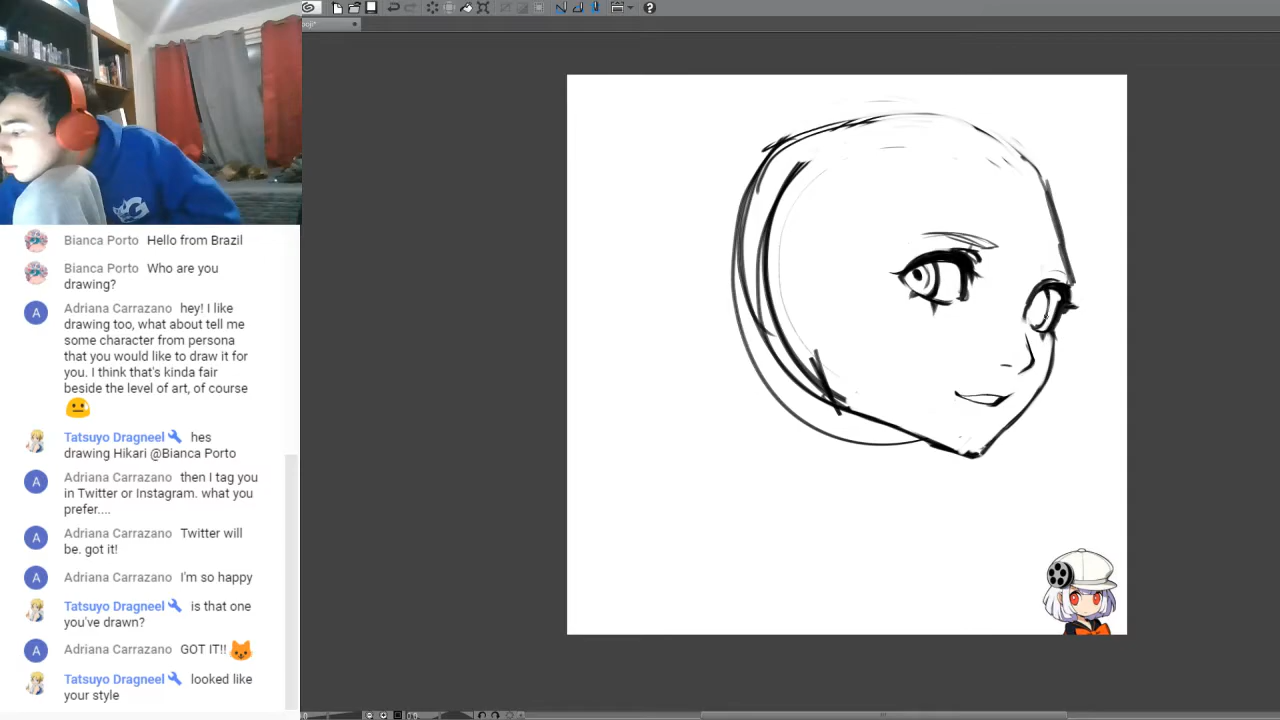 Bianca Porto Hello from Brazil
Bianca Porto Who are you
drawing?
Adriana Carrazano hey! I like
drawing too, what about tell me
some character from persona
that you would like to draw it for
you. I think that's kinda fair
beside the level of art, of course
Tatsuyo Dragneel hes
drawing Hikari @Bianca Porto
Adriana Carrazano then I tag you
in Twitter or Instagram. what you
prefer....
Adriana Carrazano Twitter will
be. got it!
Adriana Carrazano I'm so happy
Tatsuyo Dragneel is that one
you've drawn?
Adriana Carrazano GOT IT!!
Tatsuyo Dragneel looked like
your style